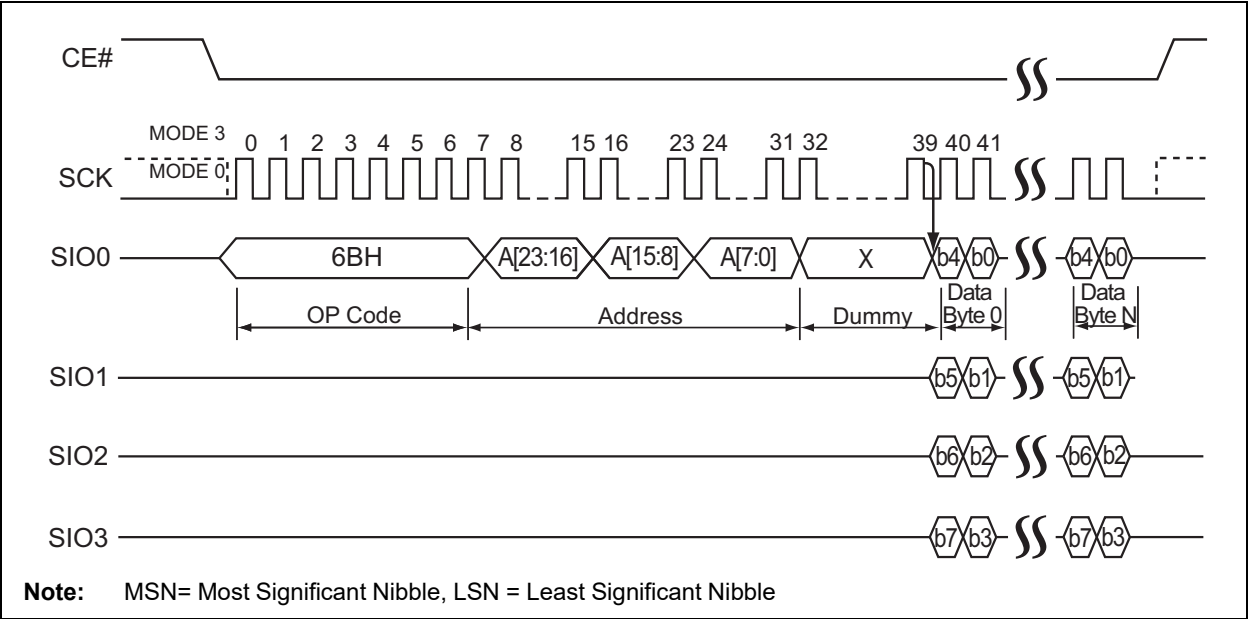 CE#
MODE 3
0 1 2 3 4 5 6 7 8 15 16 23 24 31 32 39 40 41
SCK
MODE 0
SIO0
6BH A[23:16] A[15:8] A[7:0] X b4 b0 b4 b0
OP Code Address Dummy Data Byte 0 Data Byte N
SIO1 b5 b1 b5 b1
SIO2 b6 b2 b6 b2
SIO3 b7 b3 b7 b3
Note: MSN= Most Significant Nibble, LSN = Least Significant Nibble